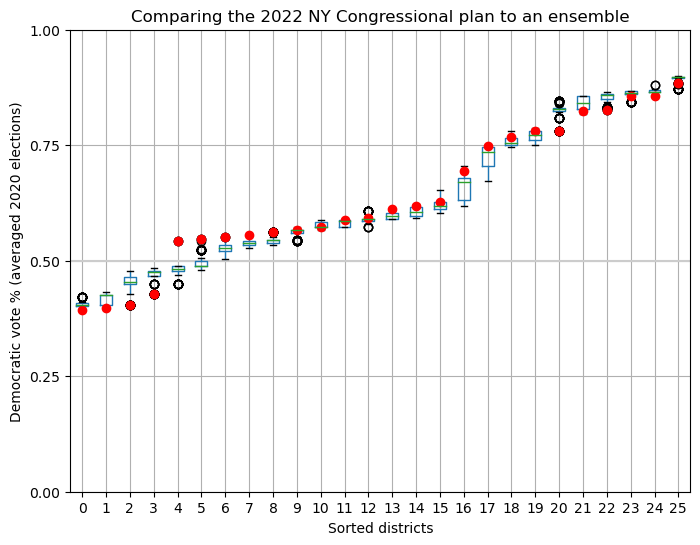 Comparing the 2022 NY Congressional plan to an ensemble
1.00
0.75
0.50
0.25
0.00
Democratic vote % (averaged 2020 elections)
0 1 2 3 4 5 6 7 8 9 10 11 12 13 14 15 16 17 18 19 20 21 22 23 24 25
Sorted districts